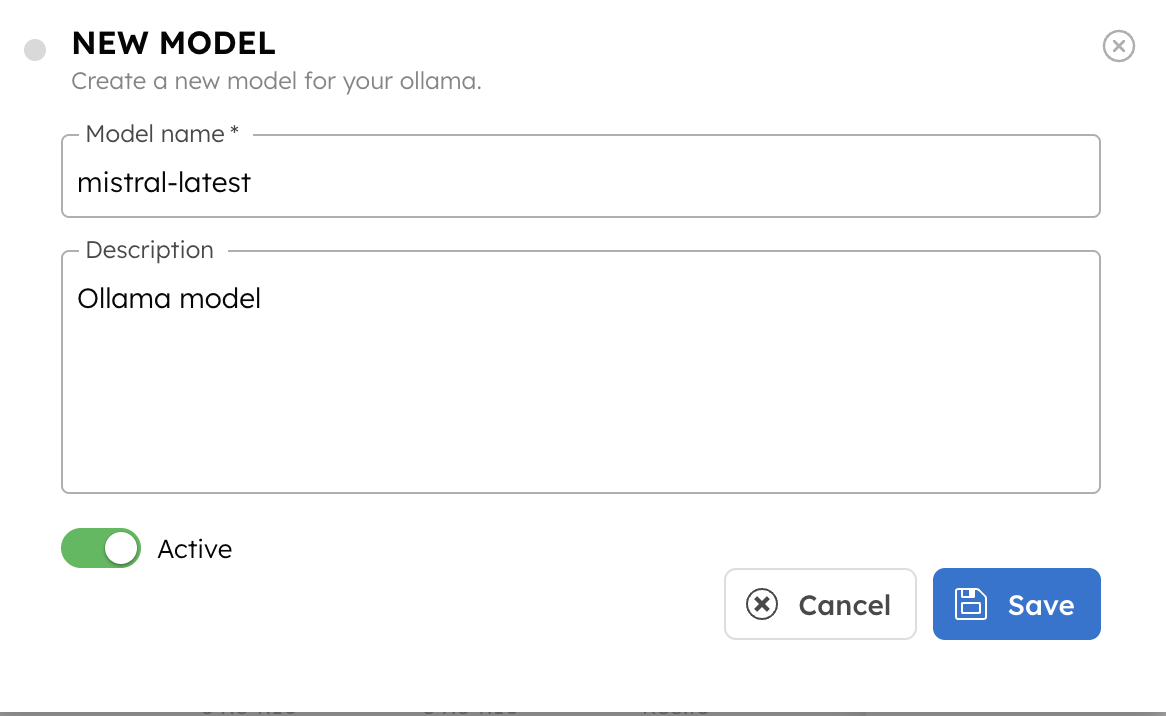 NEW MODEL
Create a new model for your ollama.
Model name *
mistral-latest
Description
Ollama model
Active
Cancel
Save